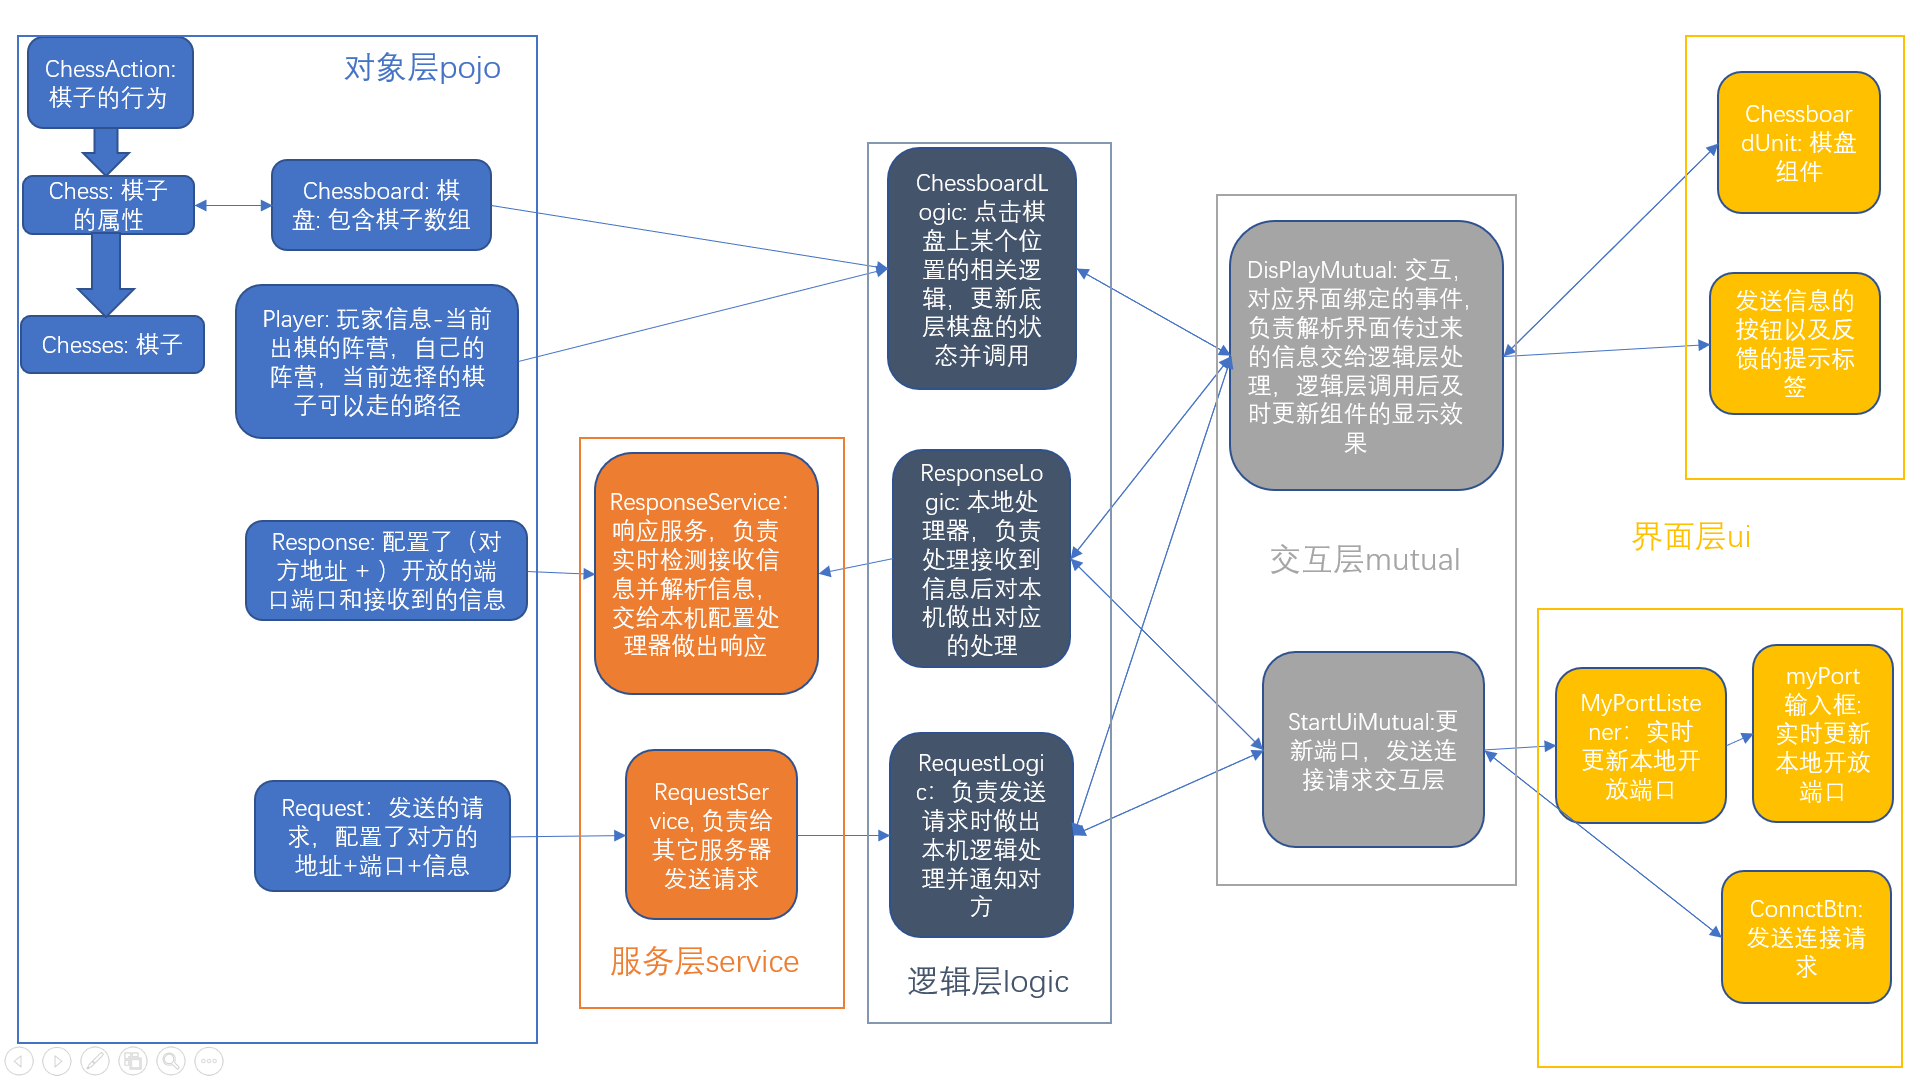 对象层pojo
ChessAction:
棋子的行为
Chess: 棋子
的属性
Chesses: 棋子
Chessboard: 棋
盘: 包含棋子数组
Player: 玩家信息-当前
出棋的阵营，自己的
阵营，当前选择的棋
子可以走的路径
Response: 配置了（对
方地址 + ）开放的端
口端口和接收到的信息
Request：发送的请
求，配置了对方的
地址+端口+信息
ResponseService：
响应服务，负责
实时检测接收信
息并解析信息，
交给本机配置处
理器做出响应
RequestSer
vice, 负责给
其它服务器
发送请求
服务层service
ChessboardL
ogic: 点击棋
盘上某个位
置的相关逻
辑，更新底
层棋盘的状
态并调用
ResponseLo
gic: 本地处
理器，负责
处理接收到
信息后对本
机做出对应
的处理
RequestLogi
c：负责发送
请求时做出
本机逻辑处
理并通知对
方
逻辑层logic
DisPlayMutual: 交互，
对应界面绑定的事件，
负责解析界面传过来
的信息交给逻辑层处
理，逻辑层调用后及
时更新组件的显示效
果
交互层mutual
StartUiMutual:更
新端口，发送连
接请求交互层
Chessboar
dUnit: 棋盘
组件
发送信息的
按钮以及反
馈的提示标
签
界面层ui
MyPortListe
ner：实时
更新本地开
放端口
myPort
输入框:
实时更新
本地开放
端口
ConnctBtn:
发送连接请
求